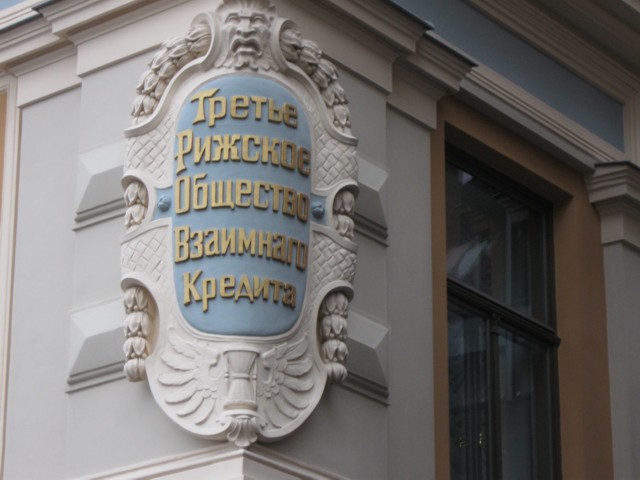 Третье
Рижское
Общество
Взаимнаго
Кредита